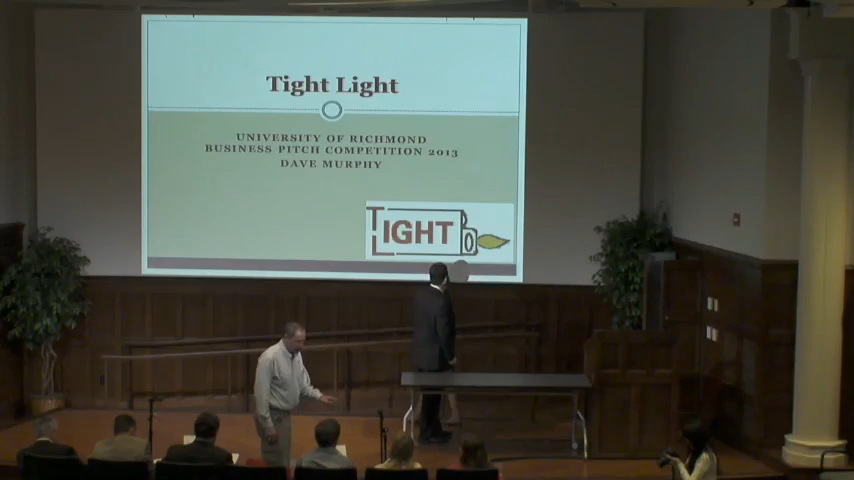 Tight Light
UNIVERSITY OF RICHMOND
BUSINESS PITCH COMPETITION 2013
DAVE MURPHY
TIGHT